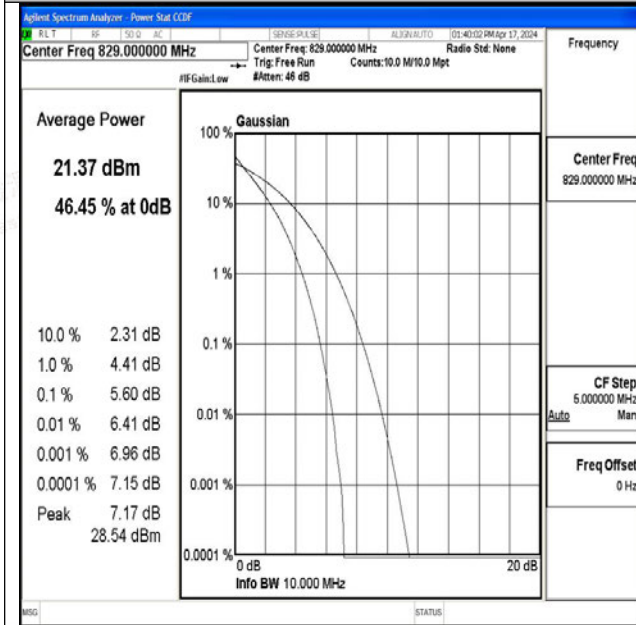 Agilent Spectrum Analyzer - Power Stat CCDF
RL T RF 50 Ω AC SENSE:PULSE ALIGNAUTO 01:40:02 PM Apr 17, 2024
Center Freq 829.000000 MHz
Center Freq: 829.000000 MHz Radio Std: None
Trig: Free Run Counts:10.0 M/10.0 Mpt
#IFGain:Low #Atten: 46 dB
Frequency
Average Power
21.37 dBm
46.45 % at 0dB
10.0 % 2.31 dB
1.0 % 4.41 dB
0.1 % 5.60 dB
0.01 % 6.41 dB
0.001 % 6.96 dB
0.0001 % 7.15 dB
Peak 7.17 dB
28.54 dBm
Gaussian
100 %
10 %
1 %
0.1 %
0.01 %
0.001 %
0.0001 %
0 dB 20 dB
Info BW 10.000 MHz
Center Freq
829.000000 MHz
CF Step
5.000000 MHz
Auto Man
Freq Offset
0 Hz
MSG STATUS